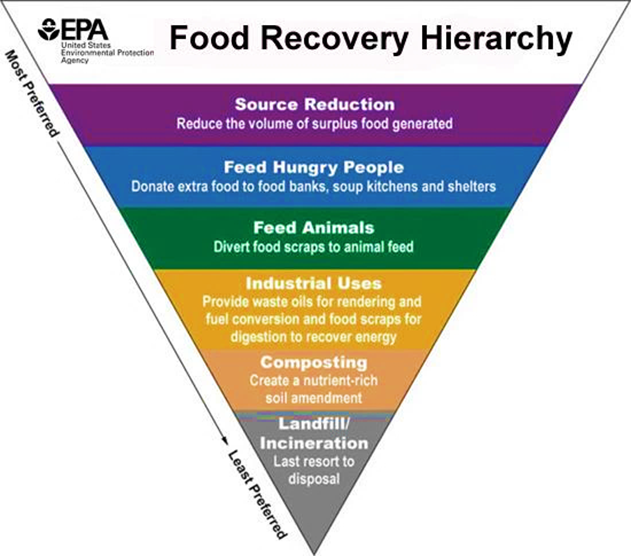 EPA
United States
Environmental Protection
Agency
Food Recovery Hierarchy
Most Preferred
Source Reduction
Reduce the volume of surplus food generated
Feed Hungry People
Donate extra food to food banks, soup kitchens and shelters
Feed Animals
Divert food scraps to animal feed
Industrial Uses
Provide waste oils for rendering and
fuel conversion and food scraps for
digestion to recover energy
Composting
Create a nutrient-rich
soil amendment
Landfill/
Incineration
Last resort to
disposal
Least Preferred